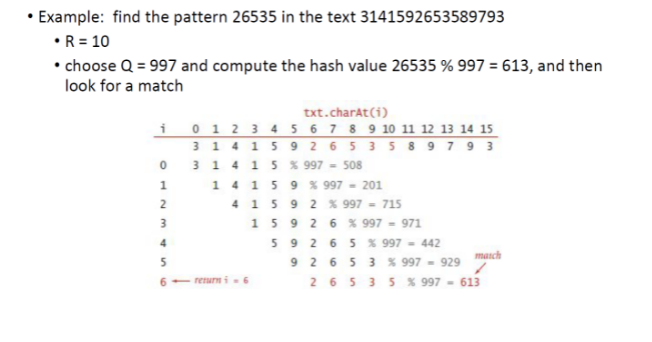 • Example: find the pattern 26535 in the text 3141592653589793
• R = 10
• choose Q = 997 and compute the hash value 26535 % 997 = 613, and then
look for a match
txt.charAt(i)
i 0 1 2 3 4 5 6 7 8 9 10 11 12 13 14 15
3 1 4 1 5 9 2 6 5 3 5 8 9 7 9 3
0 3 1 4 1 5 % 997 = 508
1 1 4 1 5 9 % 997 = 201
2 4 1 5 9 2 % 997 = 715
3 1 5 9 2 6 % 997 = 971
4 5 9 2 6 5 % 997 = 442
match
5 9 2 6 5 3 % 997 = 929
6 ← return i = 6 2 6 5 3 5 % 997 = 613